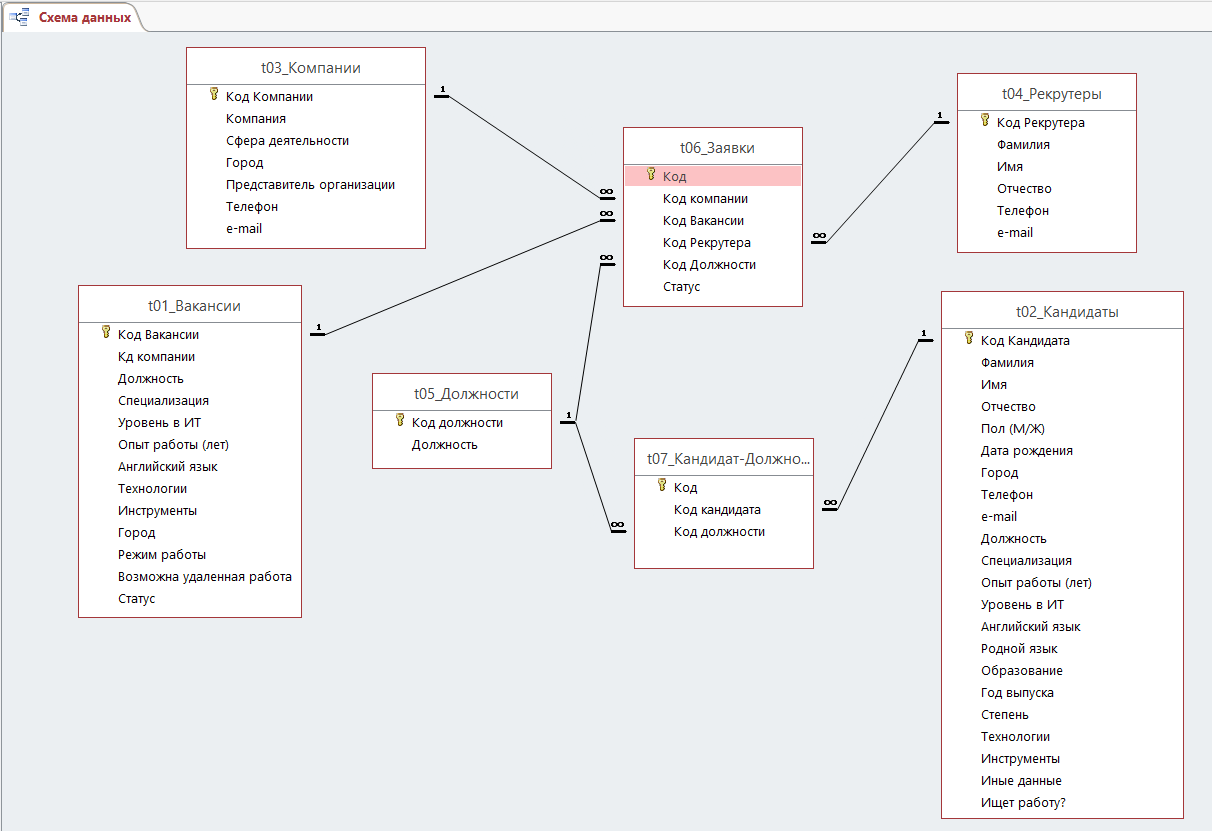 Схема данных
t03_Компании
Код Компании
Компания
Сфера деятельности
Город
Представитель организации
Телефон
e-mail
t01_Вакансии
Код Вакансии
Кд компании
Должность
Специализация
Уровень в ИТ
Опыт работы (лет)
Английский язык
Технологии
Инструменты
Город
Режим работы
Возможна удаленная работа
Статус
t05_Должности
Код должности
Должность
t06_Заявки
Код
Код компании
Код Вакансии
Код Рекрутера
Код Должности
Статус
t07_Кандидат-Должно...
Код
Код кандидата
Код должности
t04_Рекрутеры
Код Рекрутера
Фамилия
Имя
Отчество
Телефон
e-mail
t02_Кандидаты
Код Кандидата
Фамилия
Имя
Отчество
Пол (М/Ж)
Дата рождения
Город
Телефон
e-mail
Должность
Специализация
Опыт работы (лет)
Уровень в ИТ
Английский язык
Родной язык
Образование
Год выпуска
Степень
Технологии
Инструменты
Иные данные
Ищет работу?
1
∞
1
∞
1
∞
∞
1
∞
1
∞